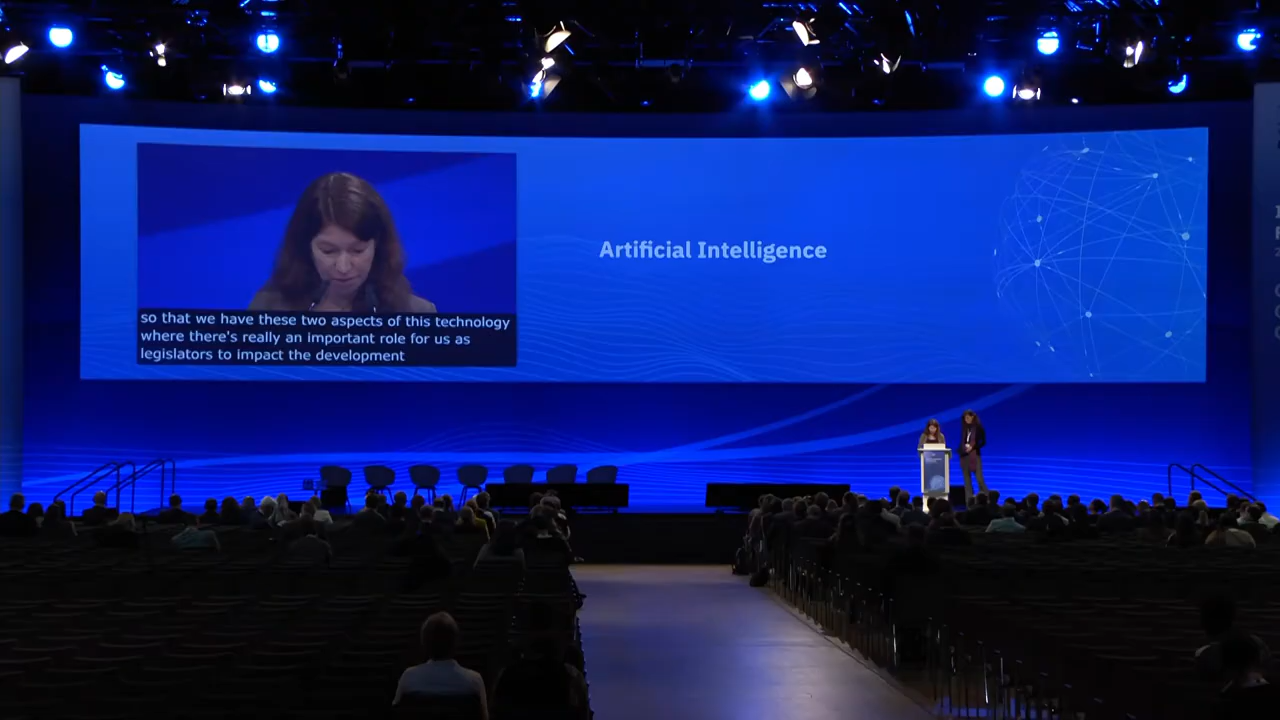 Artificial Intelligence
so that we have these two aspects of this technology
where there's really an important role for us as
legislators to impact the development